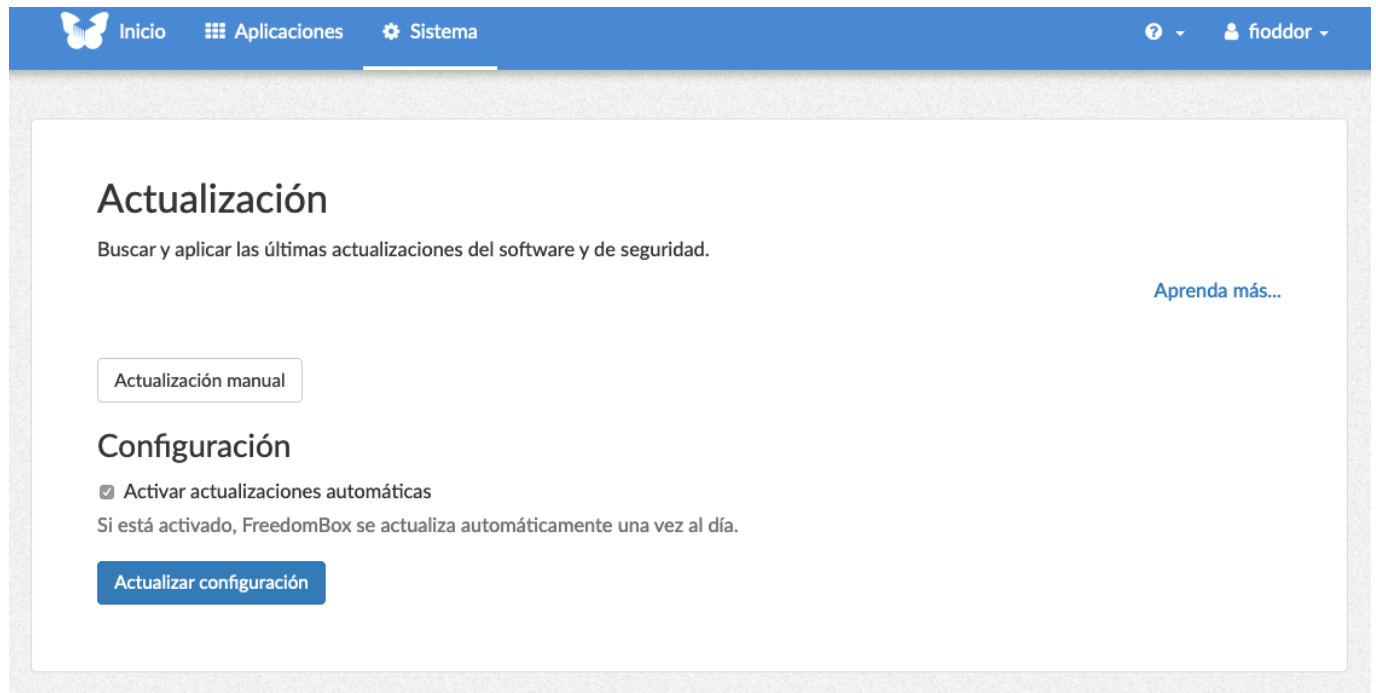 Inicio Aplicaciones Sistema fioddor
Actualización
Buscar y aplicar las últimas actualizaciones del software y de seguridad.
Aprenda más...
Actualización manual
Configuración
Activar actualizaciones automáticas
Si está activado, FreedomBox se actualiza automáticamente una vez al día.
Actualizar configuración